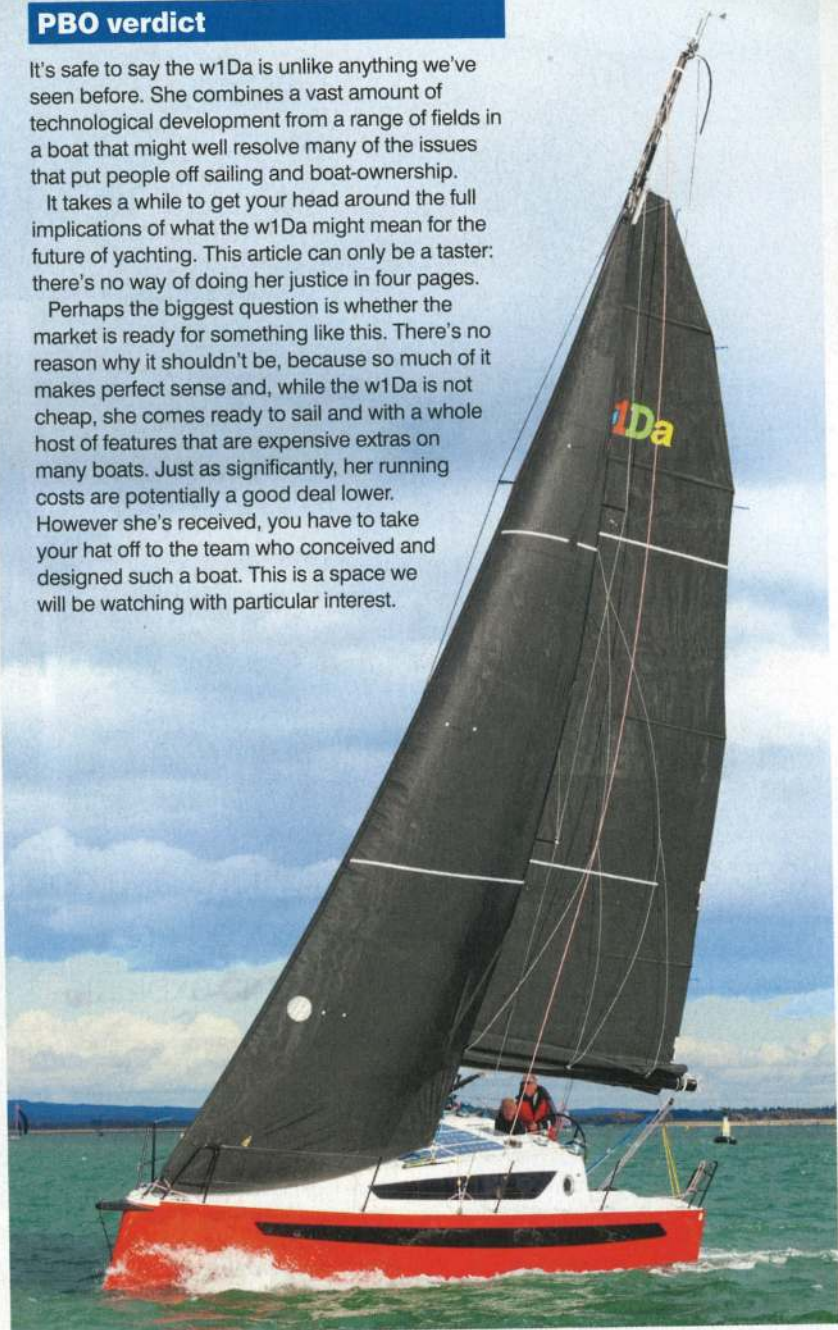 PBO verdict
It's safe to say the w1Da is unlike anything we've
seen before. She combines a vast amount of
technological development from a range of fields in
a boat that might well resolve many of the issues
that put people off sailing and boat-ownership.
It takes a while to get your head around the full
implications of what the w1Da might mean for the
future of yachting. This article can only be a taster:
there's no way of doing her justice in four pages.
Perhaps the biggest question is whether the
market is ready for something like this. There's no
reason why it shouldn't be, because so much of it
makes perfect sense and, while the w1Da is not
cheap, she comes ready to sail and with a whole
host of features that are expensive extras on
many boats. Just as significantly, her running
costs are potentially a good deal lower.
However she's received, you have to take
your hat off to the team who conceived and
designed such a boat. This is a space we
will be watching with particular interest.
1Da